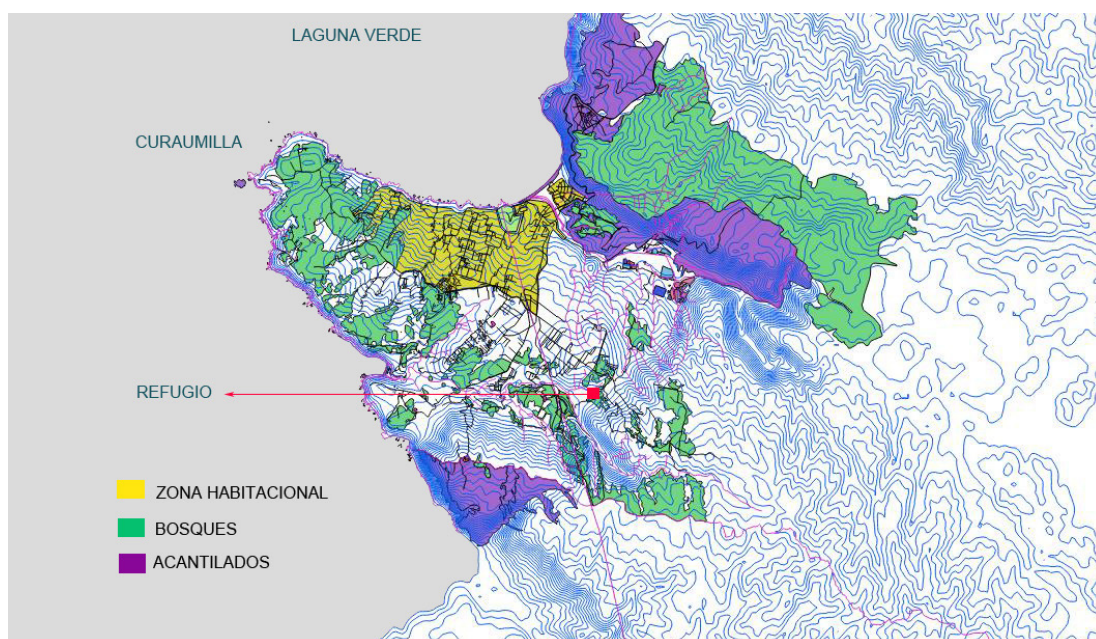 LAGUNA VERDE
CURAUMILLA
REFUGIO
ZONA HABITACIONAL
BOSQUES
ACANTILADOS